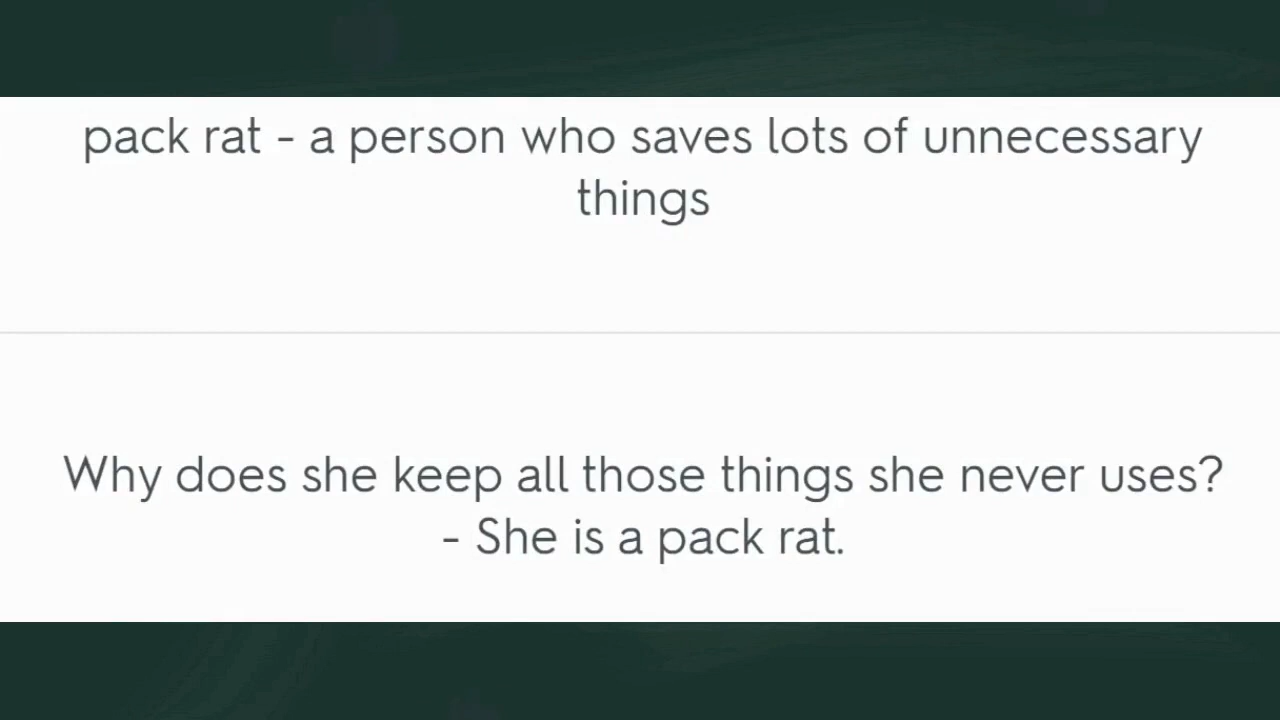 pack rat - a person who saves lots of unnecessary
things
Why does she keep all those things she never uses?
- She is a pack rat.